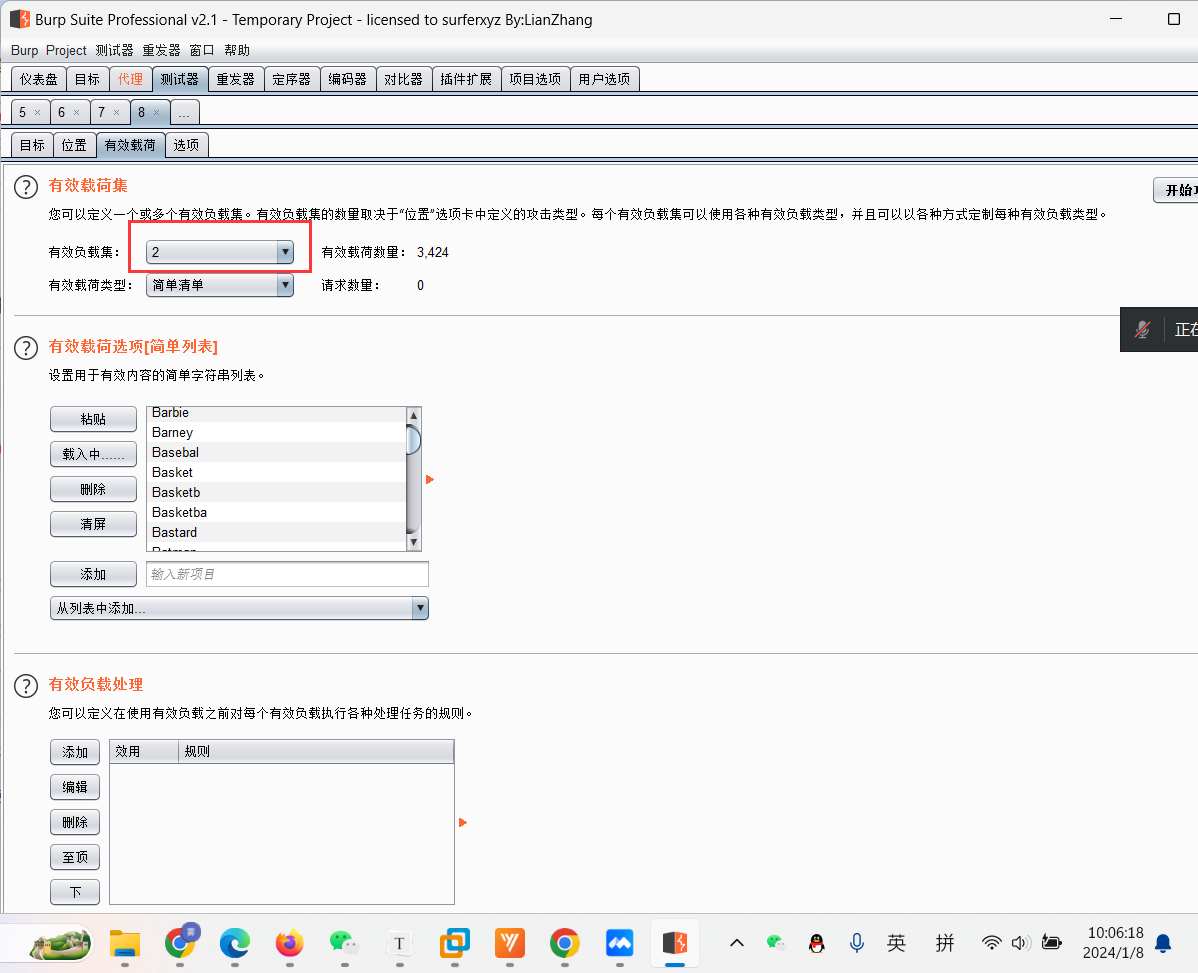 Burp Suite Professional v2.1 - Temporary Project - licensed to surferxyz By:LianZhang
Burp Project 测试器 重发器 窗口 帮助
仪表盘 目标 代理 测试器 重发器 定序器 编码器 对比器 插件扩展 项目选项 用户选项
5 × 6 × 7 × 8 × ...
目标 位置 有效载荷 选项
? 有效载荷集
开始
您可以定义一个或多个有效负载集。有效负载集的数量取决于“位置”选项卡中定义的攻击类型。每个有效负载集可以使用各种有效负载类型，并且可以以各种方式定制每种有效负载类型。
有效负载集： 2 有效载荷数量： 3,424
有效载荷类型： 简单清单 请求数量： 0
正在
? 有效载荷选项[简单列表]
设置用于有效内容的简单字符串列表。
粘贴
载入中......
删除
清屏
Barbie
Barney
Basebal
Basket
Basketb
Basketba
Bastard
Batman
添加 输入新项目
从列表中添加...
? 有效负载处理
您可以定义在使用有效负载之前对每个有效负载执行各种处理任务的规则。
添加 效用 规则
编辑
删除
至顶
下
T
英 拼
10:06:18
2024/1/8